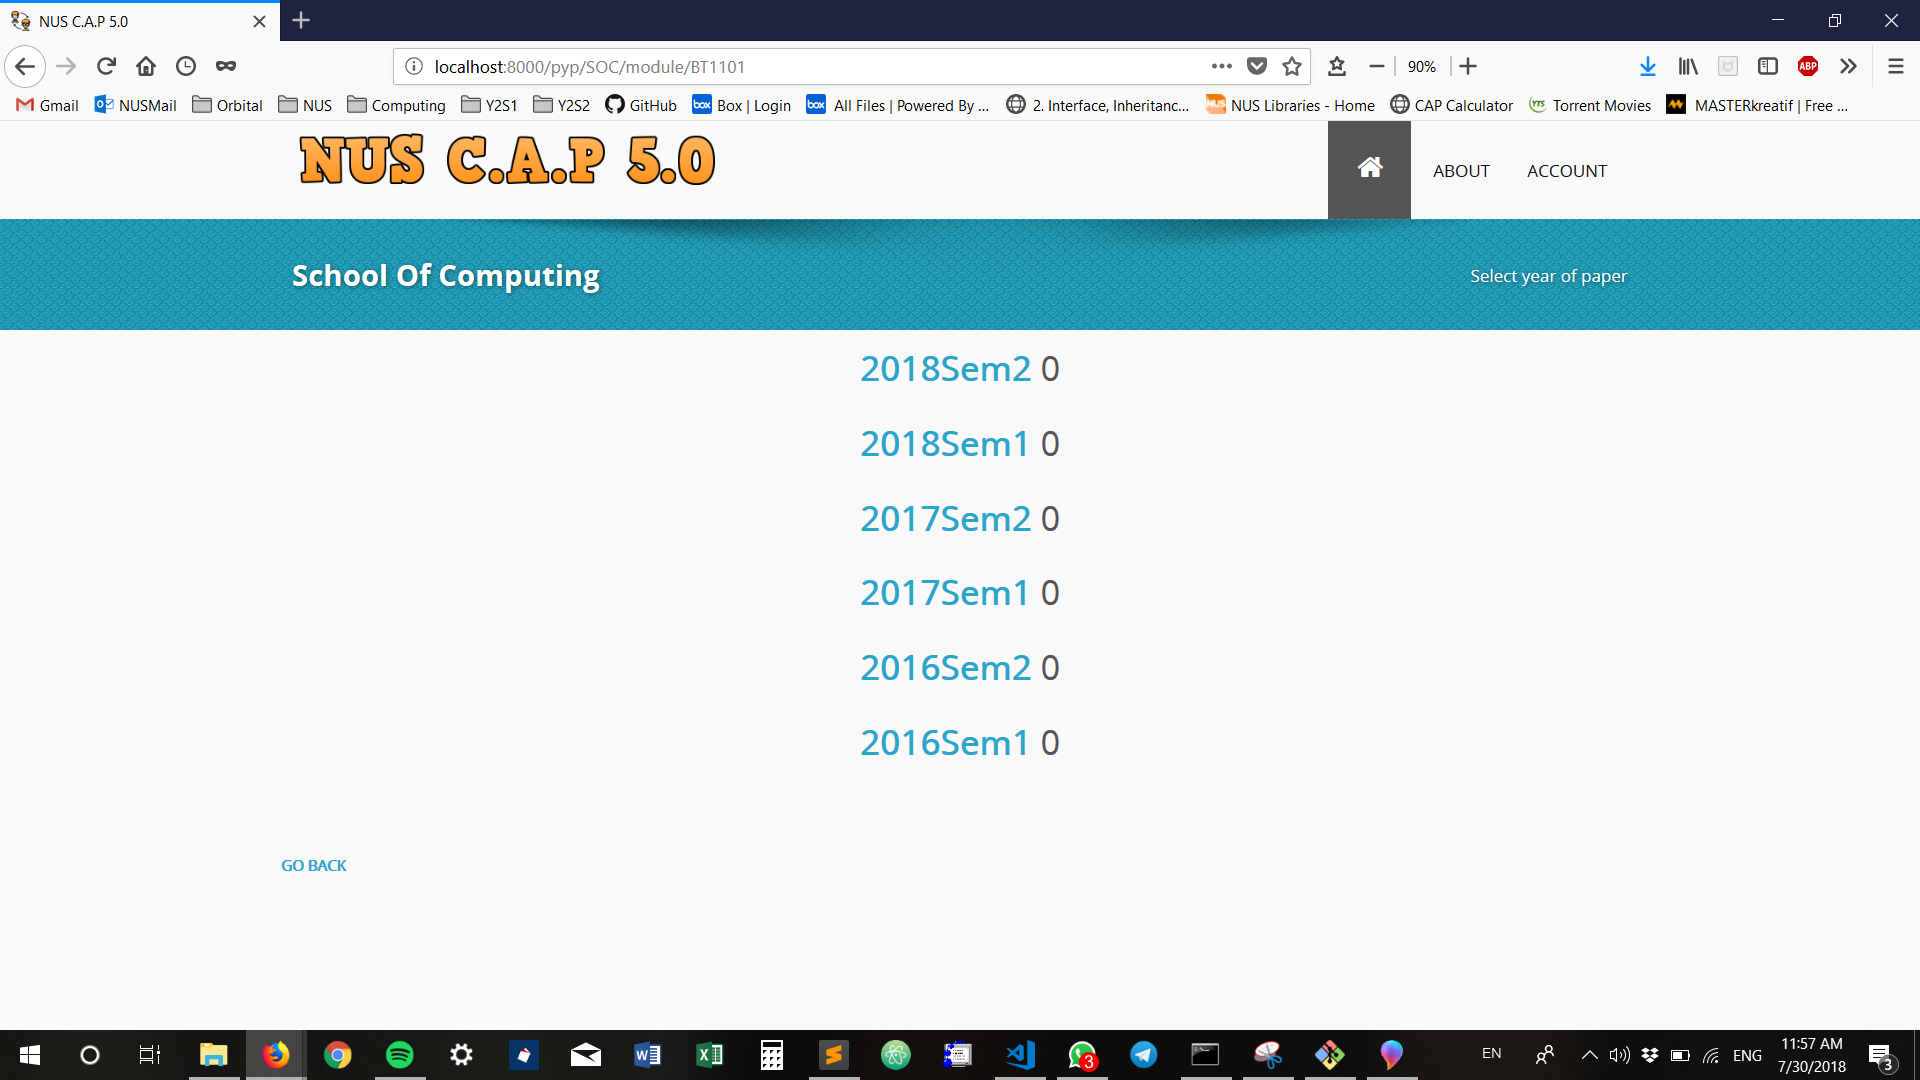 NUS C.A.P 5.0
localhost:8000/pyp/SOC/module/BT1101
90%
Gmail NUSMail Orbital NUS Computing Y2S1 Y2S2 GitHub Box | Login All Files | Powered By ... 2. Interface, Inheritanc... NUS Libraries - Home CAP Calculator Torrent Movies MASTERkreatif | Free ...
NUS C.A.P 5.0
ABOUT ACCOUNT
School Of Computing
Select year of paper
2018Sem2 0
2018Sem1 0
2017Sem2 0
2017Sem1 0
2016Sem2 0
2016Sem1 0
GO BACK
3
EN
ENG
11:57 AM
7/30/2018
3